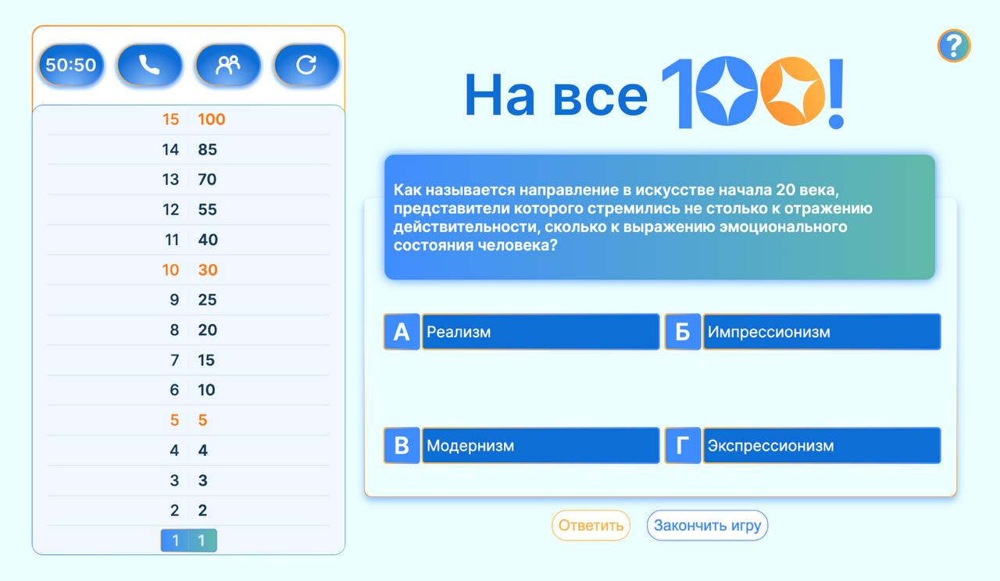 50:50
15 100
14 85
13 70
12 55
11 40
10 30
9 25
8 20
7 15
6 10
5 5
4 4
3 3
2 2
1 1
?
На все 100!
Как называется направление в искусстве начала 20 века,
представители которого стремились не столько к отражению
действительности, сколько к выражению эмоционального
состояния человека?
А Реализм
Б Импрессионизм
В Модернизм
Г Экспрессионизм
Ответить
Закончить игру